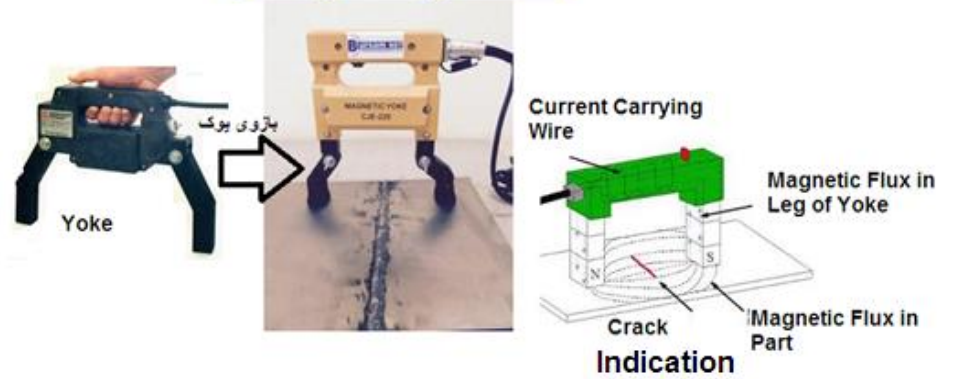 Yoke
بازوی یوک
MAGNETIC YOKE
Current Carrying
Wire
Magnetic Flux in
Leg of Yoke
N
S
Crack
Magnetic Flux in
Part
Indication